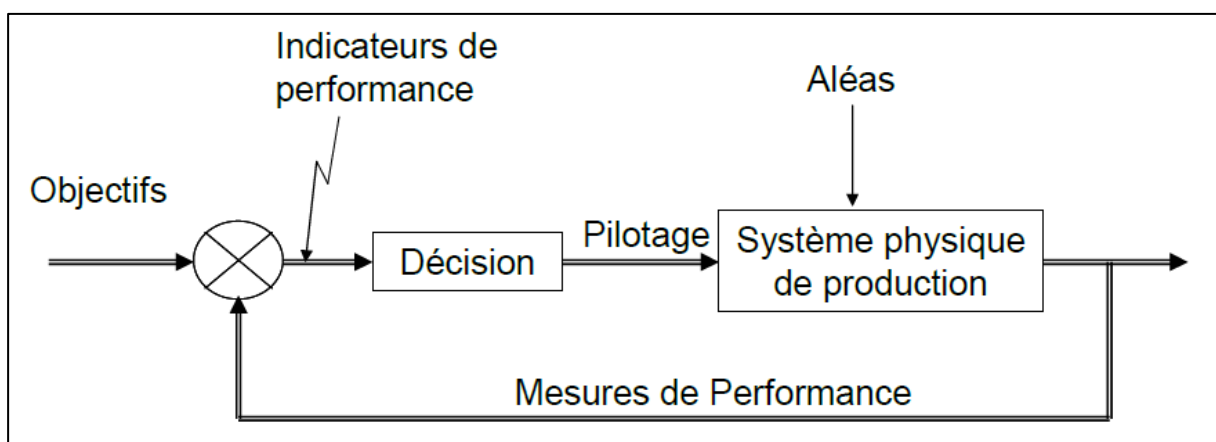 Indicateurs de
performance
Aléas
Objectifs
Pilotage
Décision
Système physique
de production
Mesures de Performance